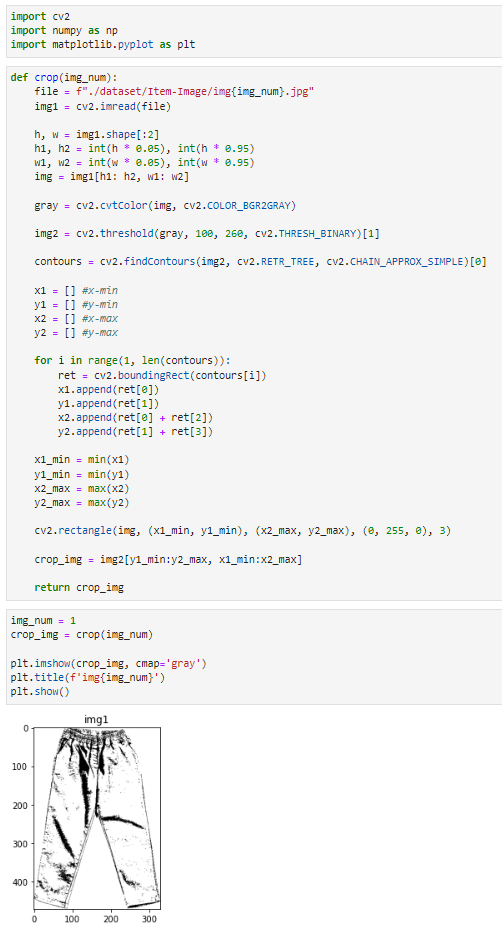 import cv2
import numpy as np
import matplotlib.pyplot as plt
def crop(img_num):
    file = f"./dataset/Item-Image/img{img_num}.jpg"
    img1 = cv2.imread(file)
    h, w = img1.shape[:2]
    h1, h2 = int(h * 0.05), int(h * 0.95)
    w1, w2 = int(w * 0.05), int(w * 0.95)
    img = img1[h1: h2, w1: w2]
    gray = cv2.cvtColor(img, cv2.COLOR_BGR2GRAY)
    img2 = cv2.threshold(gray, 100, 260, cv2.THRESH_BINARY)[1]
    contours = cv2.findContours(img2, cv2.RETR_TREE, cv2.CHAIN_APPROX_SIMPLE)[0]
    x1 = [] #x-min
    y1 = [] #y-min
    x2 = [] #x-max
    y2 = [] #y-max
    for i in range(1, len(contours)):
        ret = cv2.boundingRect(contours[i])
        x1.append(ret[0])
        y1.append(ret[1])
        x2.append(ret[0] + ret[2])
        y2.append(ret[1] + ret[3])
    x1_min = min(x1)
    y1_min = min(y1)
    x2_max = max(x2)
    y2_max = max(y2)
    cv2.rectangle(img, (x1_min, y1_min), (x2_max, y2_max), (0, 255, 0), 3)
    crop_img = img2[y1_min:y2_max, x1_min:x2_max]
    return crop_img
img_num = 1
crop_img = crop(img_num)
plt.imshow(crop_img, cmap='gray')
plt.title(f'img{img_num}')
plt.show()
img1
0
100
200
300
400
0 100 200 300